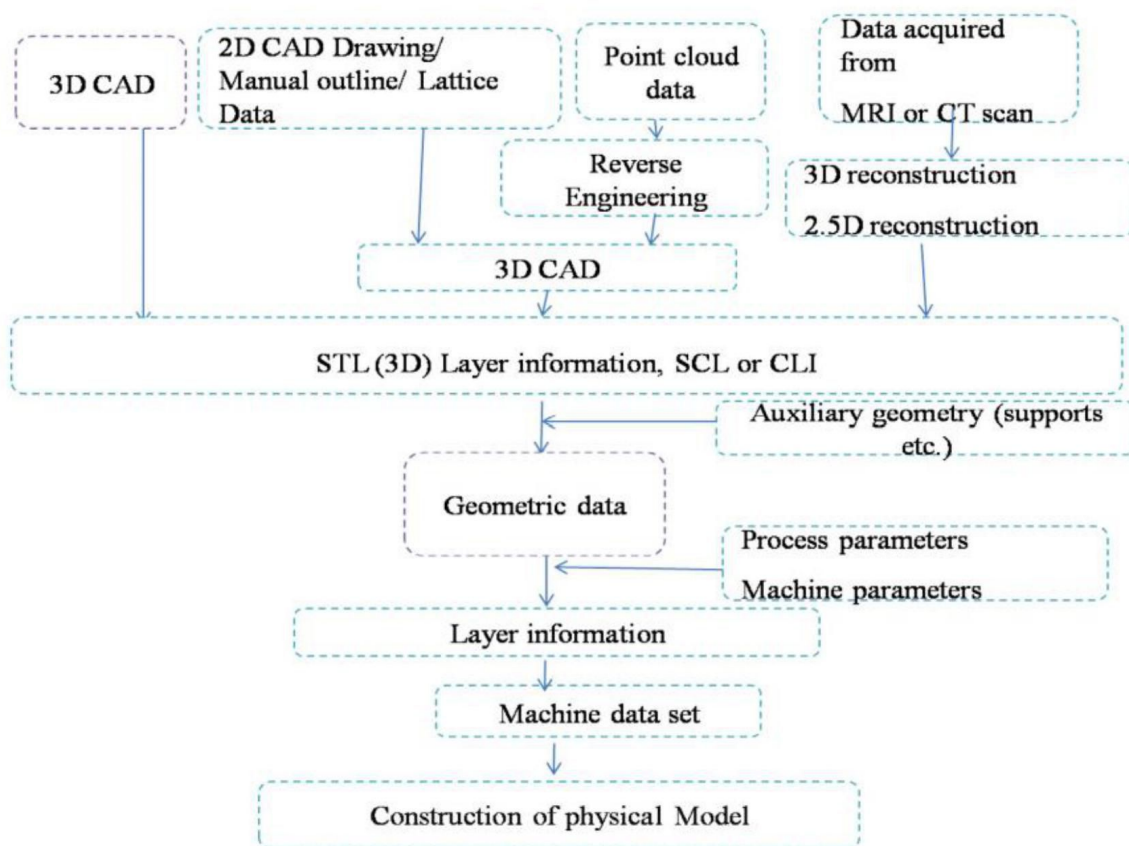 3D CAD
2D CAD Drawing/
Manual outline/ Lattice
Data
Point cloud
data
Data acquired
from
MRI or CT scan
Reverse
Engineering
3D reconstruction
2.5D reconstruction
3D CAD
STL (3D) Layer information, SCL or CLI
Auxiliary geometry (supports
etc.)
Geometric data
Process parameters
Machine parameters
Layer information
Machine data set
Construction of physical Model